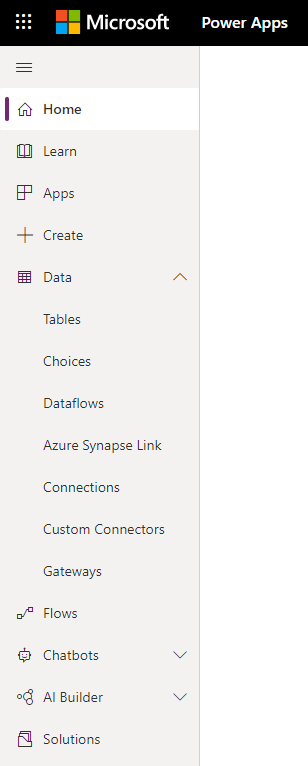 Microsoft Power Apps
Home
Learn
Apps
Create
Data
Tables
Choices
Dataflows
Azure Synapse Link
Connections
Custom Connectors
Gateways
Flows
Chatbots
AI Builder
Solutions